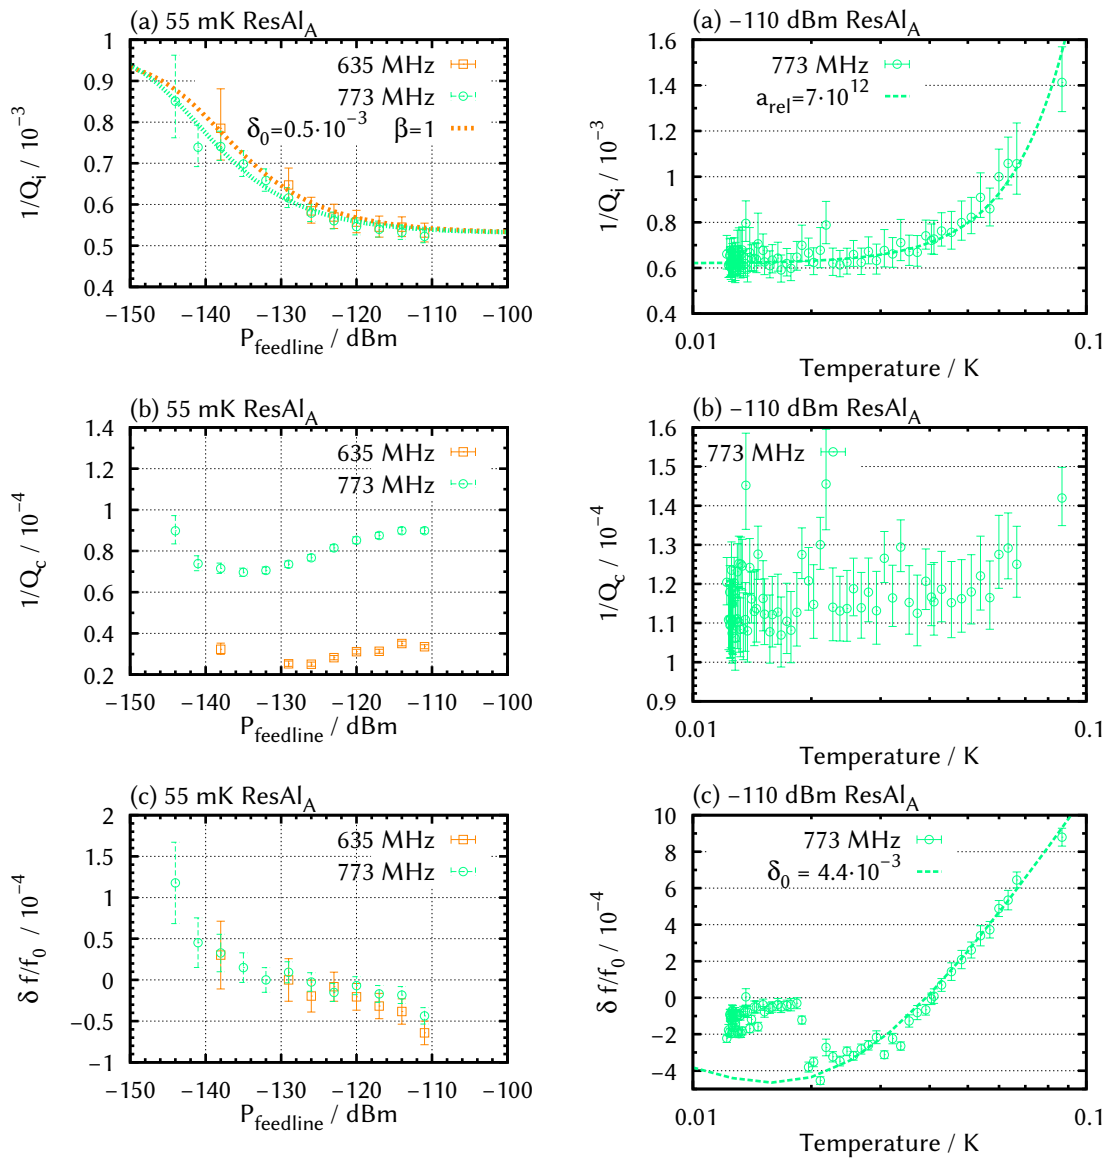 (a) 55 mK ResAl_A
1/Q_i / 10^−3
1
0.9
0.8
0.7
0.6
0.5
0.4
635 MHz
773 MHz
δ_0=0.5·10^−3 β=1
−150 −140 −130 −120 −110 −100
P_feedline / dBm
(a) −110 dBm ResAl_A
1/Q_i / 10^−3
1.6
1.4
1.2
1
0.8
0.6
0.4
773 MHz
a_rel=7·10^12
0.01 0.1
Temperature / K
(b) 55 mK ResAl_A
1/Q_c / 10^−4
1.4
1.2
1
0.8
0.6
0.4
0.2
635 MHz
773 MHz
−150 −140 −130 −120 −110 −100
P_feedline / dBm
(b) −110 dBm ResAl_A
1/Q_c / 10^−4
1.6
1.5
1.4
1.3
1.2
1.1
1
0.9
773 MHz
0.01 0.1
Temperature / K
(c) 55 mK ResAl_A
δ f/f_0 / 10^−4
2
1.5
1
0.5
0
−0.5
−1
635 MHz
773 MHz
−150 −140 −130 −120 −110 −100
P_feedline / dBm
(c) −110 dBm ResAl_A
δ f/f_0 / 10^−4
10
8
6
4
2
0
−2
−4
773 MHz
δ_0 = 4.4·10^−3
0.01 0.1
Temperature / K